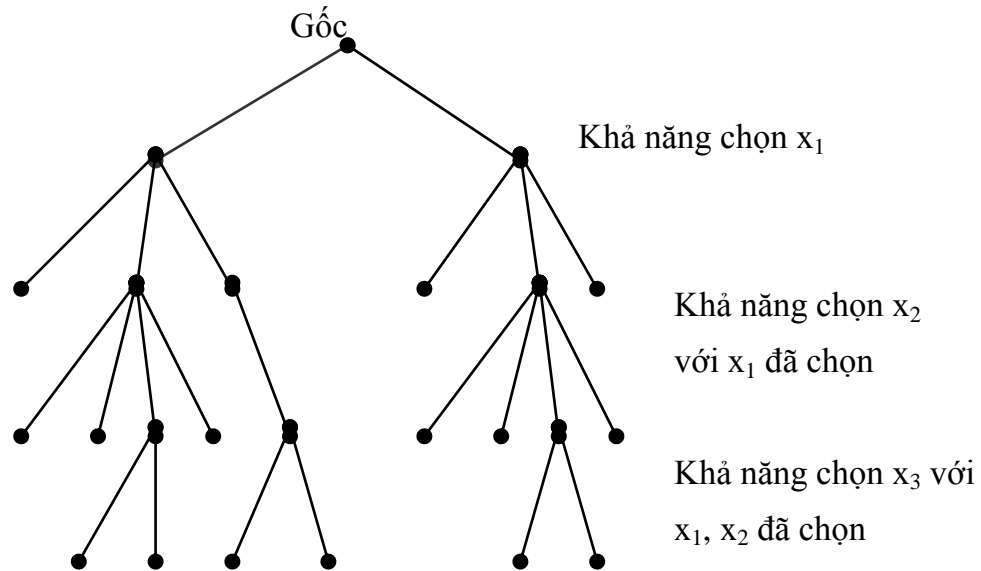 Gốc
Khả năng chọn x₁
Khả năng chọn x₂
với x₁ đã chọn
Khả năng chọn x₃ với
x₁, x₂ đã chọn